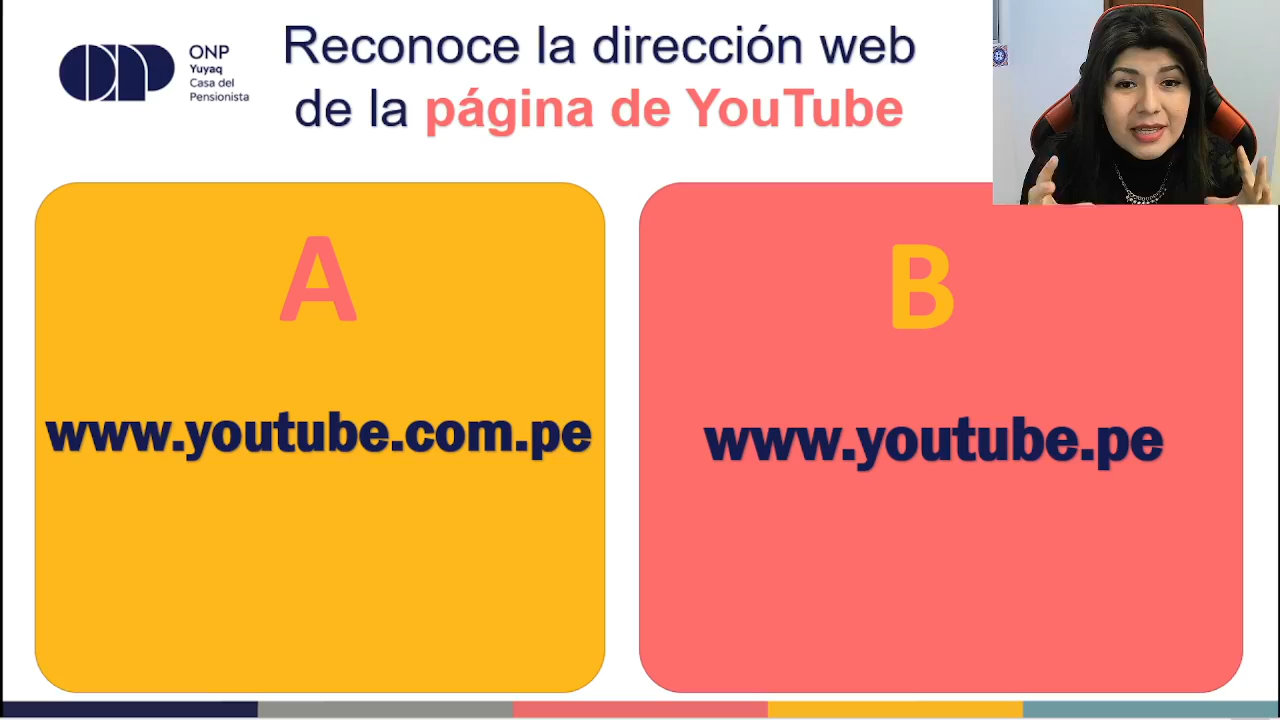 ONP
Yuyaq
Casa del
Pensionista
Reconoce la dirección web
de la página de YouTube
A
www.youtube.com.pe
B
www.youtube.pe